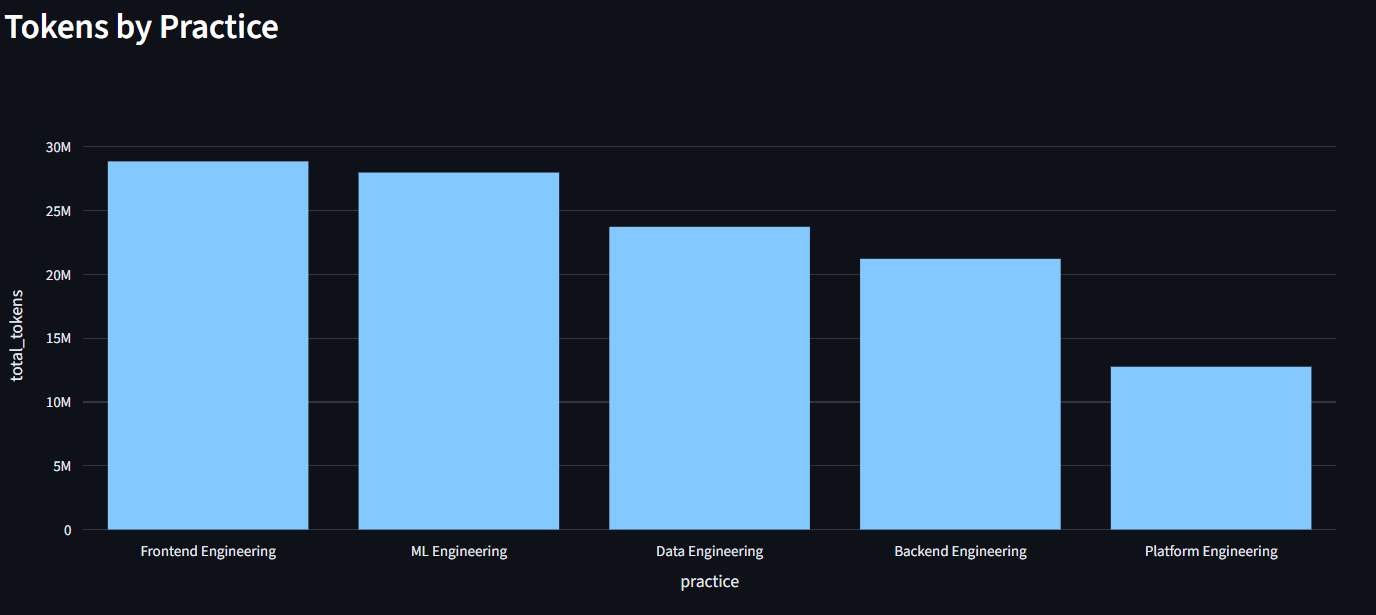 Tokens by Practice
30M
25M
20M
15M
10M
5M
0
total_tokens
Frontend Engineering
ML Engineering
Data Engineering
Backend Engineering
Platform Engineering
practice